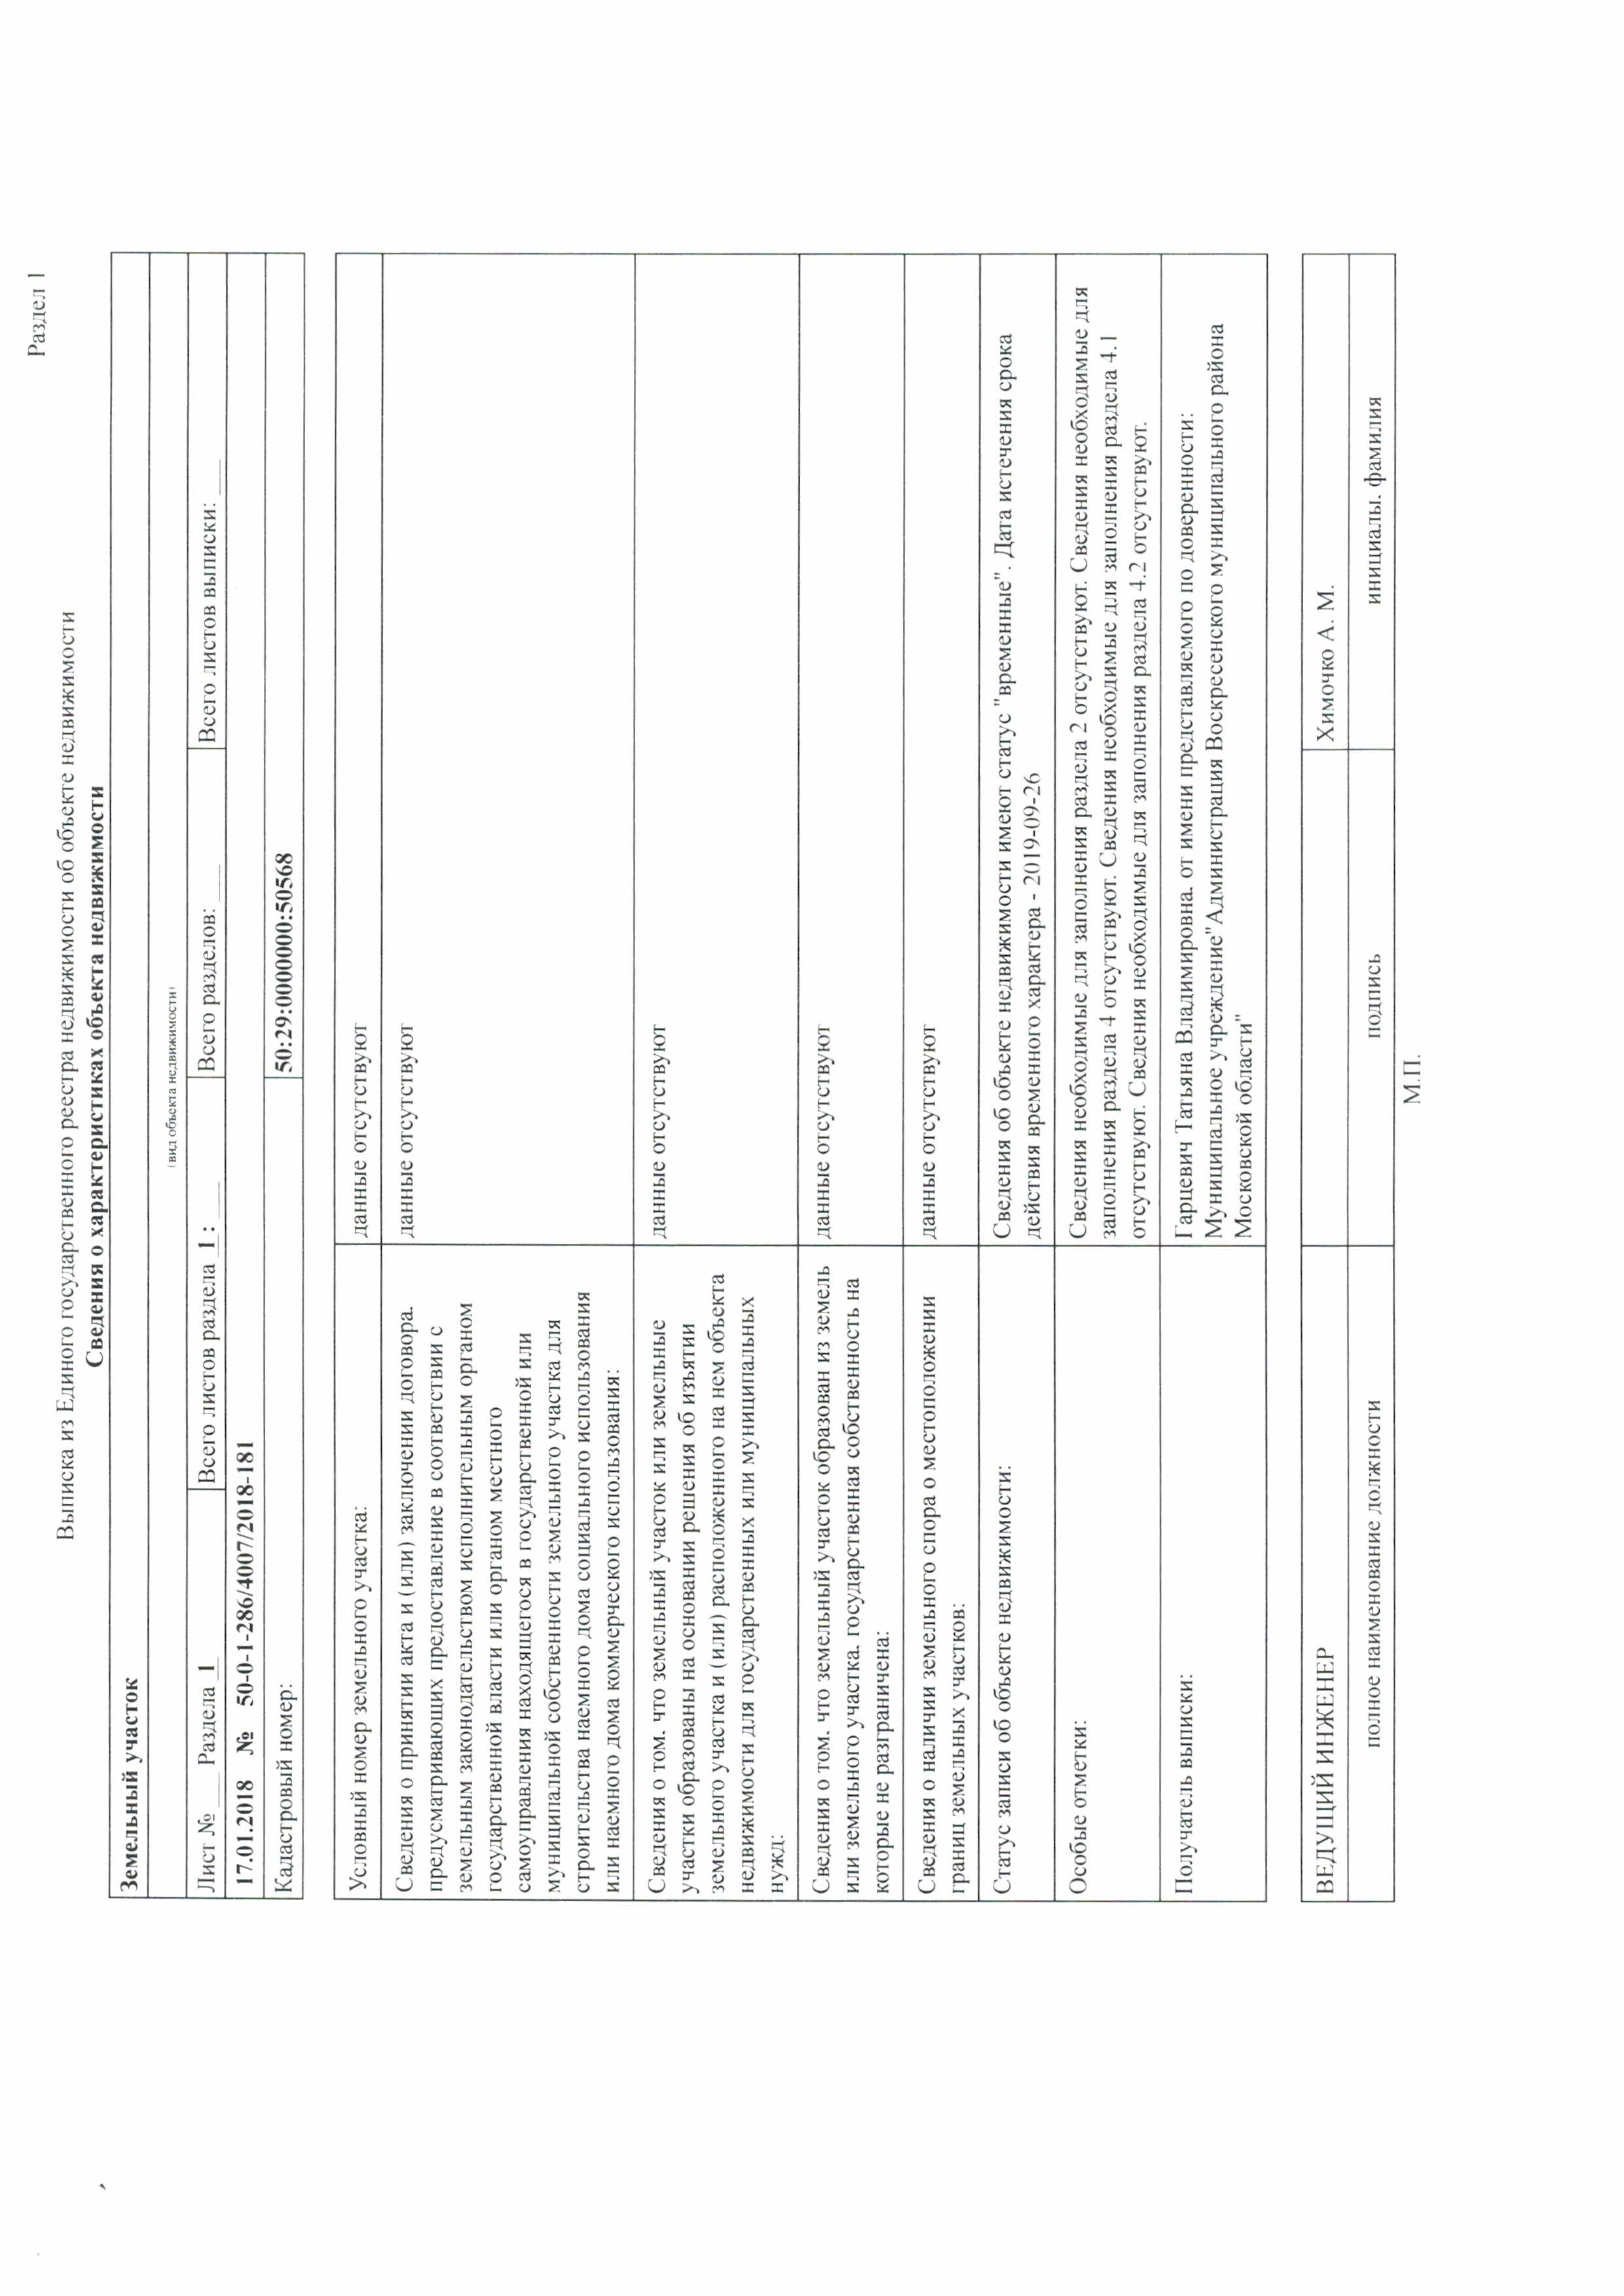 Раздел 1
Выписка из Единого государственного реестра недвижимости об объекте недвижимости
Сведения о характеристиках объекта недвижимости
Земельный участок
(вид объекта недвижимости)
Лист № ___ Раздела 1 Всего листов раздела 1 : ___ Всего разделов: ___ Всего листов выписки: ___
17.01.2018 № 50-0-1-286/4007/2018-181
Кадастровый номер: 50:29:0000000:50568
Условный номер земельного участка: данные отсутствуют
Сведения о принятии акта и (или) заключении договора. данные отсутствуют
предусматривающих предоставление в соответствии с
земельным законодательством исполнительным органом
государственной власти или органом местного
самоуправления находящегося в государственной или
муниципальной собственности земельного участка для
строительства наемного дома социального использования
или наемного дома коммерческого использования:
Сведения о том. что земельный участок или земельные данные отсутствуют
участки образованы на основании решения об изъятии
земельного участка и (или) расположенного на нем объекта
недвижимости для государственных или муниципальных
нужд:
Сведения о том. что земельный участок образован из земель данные отсутствуют
или земельного участка. государственная собственность на
которые не разграничена:
Сведения о наличии земельного спора о местоположении данные отсутствуют
границ земельных участков:
Статус записи об объекте недвижимости: Сведения об объекте недвижимости имеют статус "временные". Дата истечения срока
действия временного характера - 2019-09-26
Особые отметки: Сведения необходимые для заполнения раздела 2 отсутствуют. Сведения необходимые для
заполнения раздела 4 отсутствуют. Сведения необходимые для заполнения раздела 4.1
отсутствуют. Сведения необходимые для заполнения раздела 4.2 отсутствуют.
Получатель выписки: Гарцевич Татьяна Владимировна. от имени представляемого по доверенности:
Муниципальное учреждение"Администрация Воскресенского муниципального района
Московской области"
ВЕДУЩИЙ ИНЖЕНЕР Химочко А. М.
полное наименование должности подпись инициалы. фамилия
М.П.